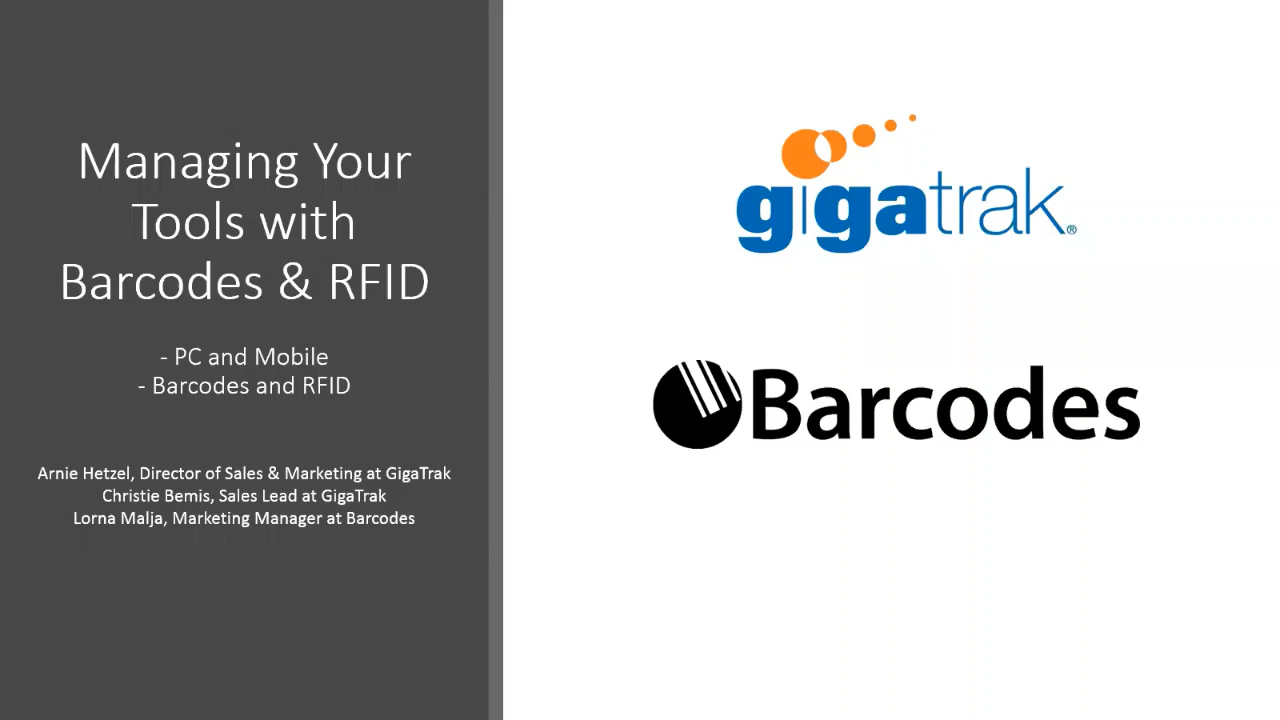 Managing Your
Tools with
Barcodes & RFID
- PC and Mobile
- Barcodes and RFID
Arnie Hetzel, Director of Sales & Marketing at GigaTrak
Christie Bemis, Sales Lead at GigaTrak
Lorna Malja, Marketing Manager at Barcodes
gigatrak®
Barcodes